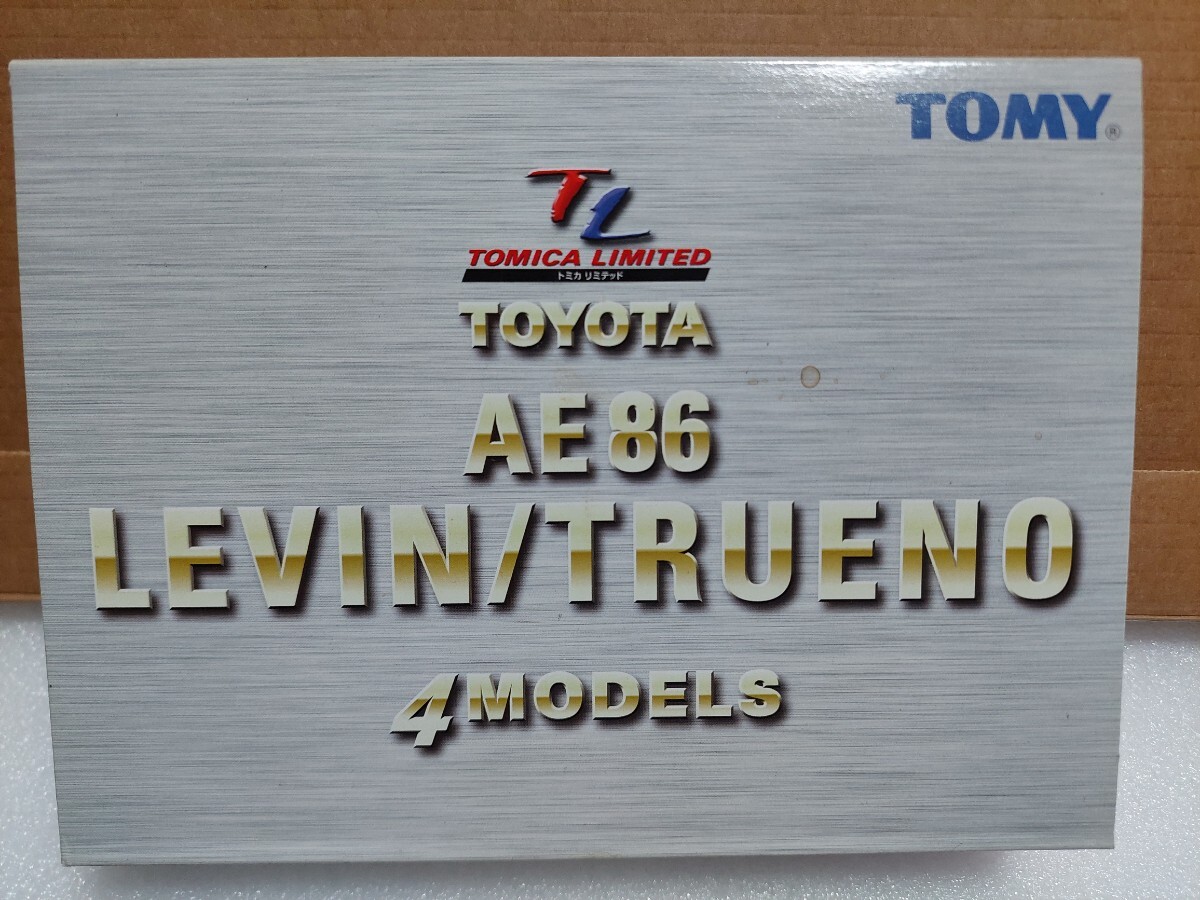 TOMY®
TL
TOMICA LIMITED
トミカ リミテッド
TOYOTA
AE86
LEVIN/TRUENO
4 MODELS